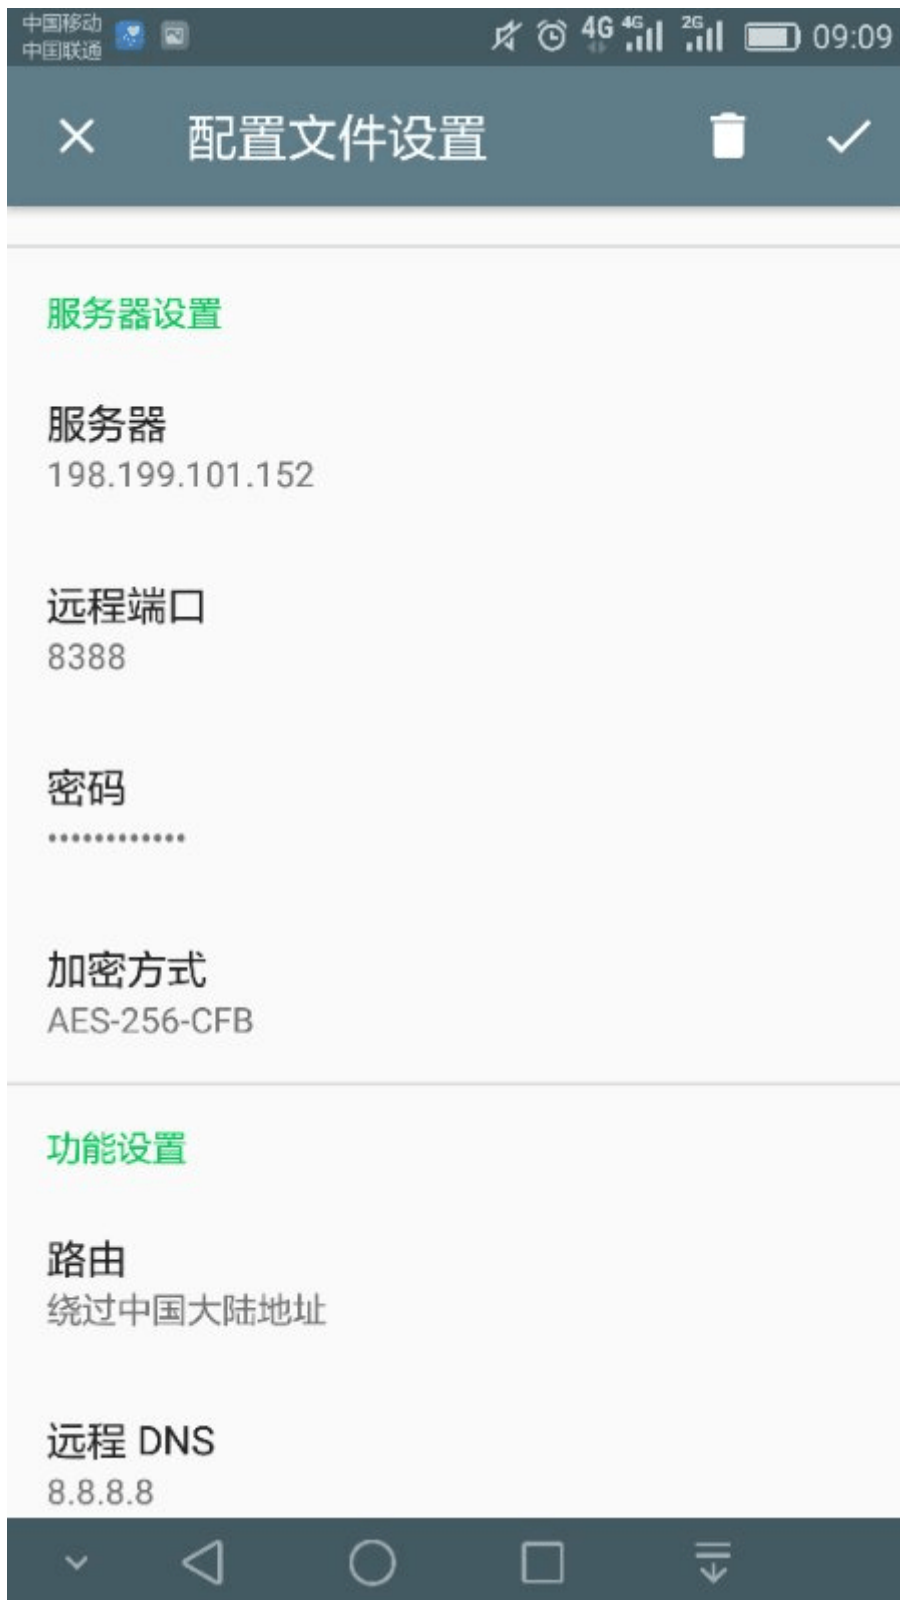 中国移动
中国联通
4G 4G 2G 09:09
配置文件设置
服务器设置
服务器
198.199.101.152
远程端口
8388
密码
••••••••••••
加密方式
AES-256-CFB
功能设置
路由
绕过中国大陆地址
远程 DNS
8.8.8.8